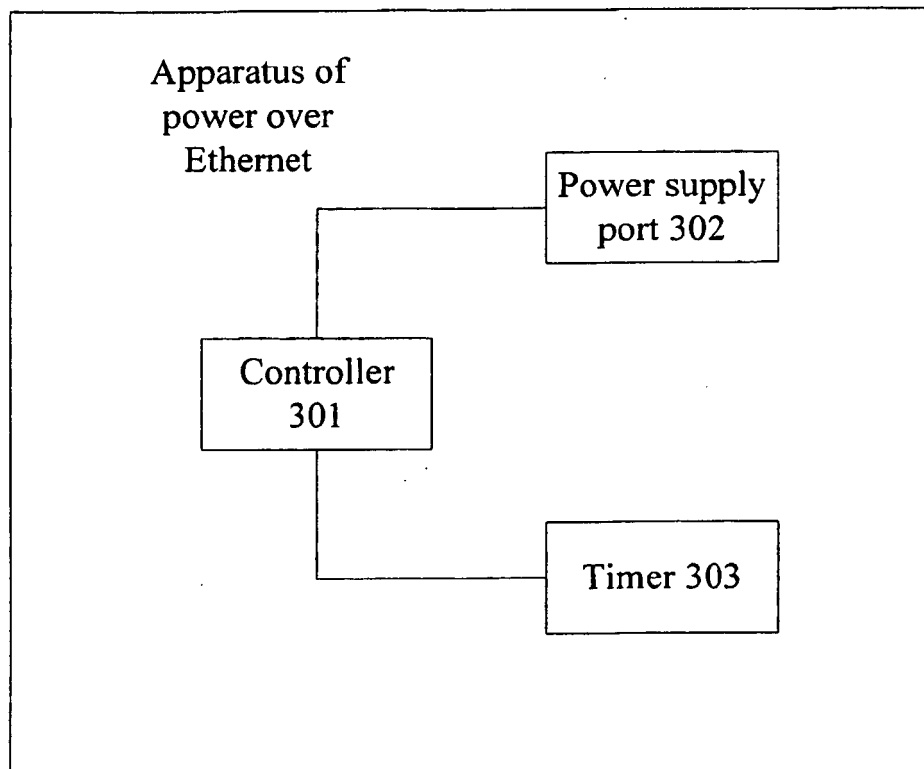 Apparatus of
power over
Ethernet
Power supply
port 302
Controller
301
Timer 303